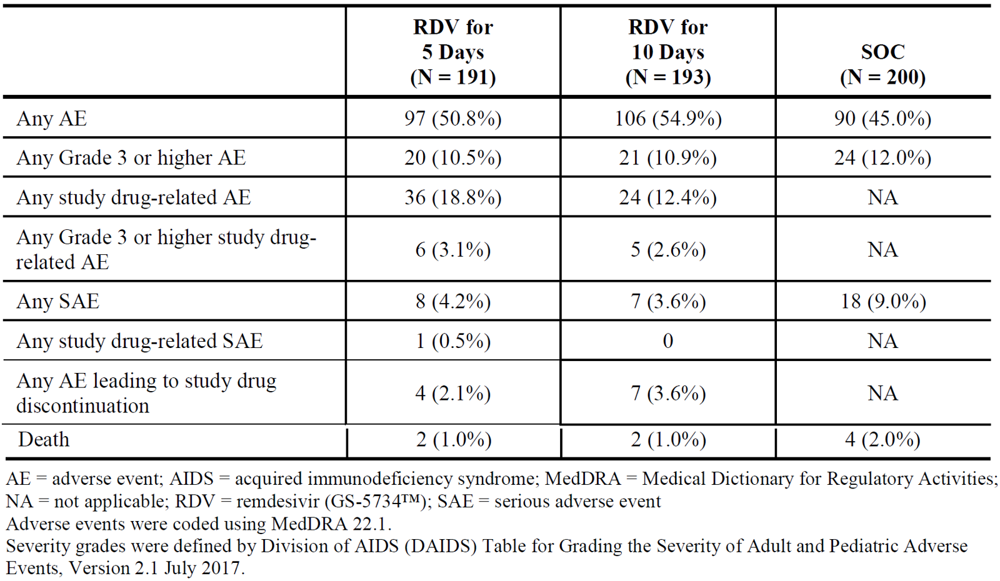 RDV for
5 Days
(N = 191)
RDV for
10 Days
(N = 193)
SOC
(N = 200)
Any AE 97 (50.8%) 106 (54.9%) 90 (45.0%)
Any Grade 3 or higher AE 20 (10.5%) 21 (10.9%) 24 (12.0%)
Any study drug-related AE 36 (18.8%) 24 (12.4%) NA
Any Grade 3 or higher study drug-
related AE 6 (3.1%) 5 (2.6%) NA
Any SAE 8 (4.2%) 7 (3.6%) 18 (9.0%)
Any study drug-related SAE 1 (0.5%) 0 NA
Any AE leading to study drug
discontinuation 4 (2.1%) 7 (3.6%) NA
Death 2 (1.0%) 2 (1.0%) 4 (2.0%)
AE = adverse event; AIDS = acquired immunodeficiency syndrome; MedDRA = Medical Dictionary for Regulatory Activities;
NA = not applicable; RDV = remdesivir (GS-5734™); SAE = serious adverse event
Adverse events were coded using MedDRA 22.1.
Severity grades were defined by Division of AIDS (DAIDS) Table for Grading the Severity of Adult and Pediatric Adverse
Events, Version 2.1 July 2017.